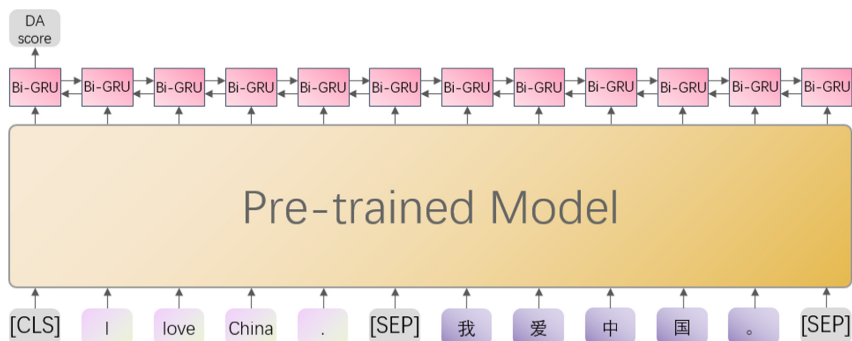 DA
score
Bi-GRU Bi-GRU Bi-GRU Bi-GRU Bi-GRU Bi-GRU Bi-GRU Bi-GRU Bi-GRU Bi-GRU Bi-GRU Bi-GRU
Pre-trained Model
[CLS] I love China . [SEP] 我 爱 中 国 。 [SEP]